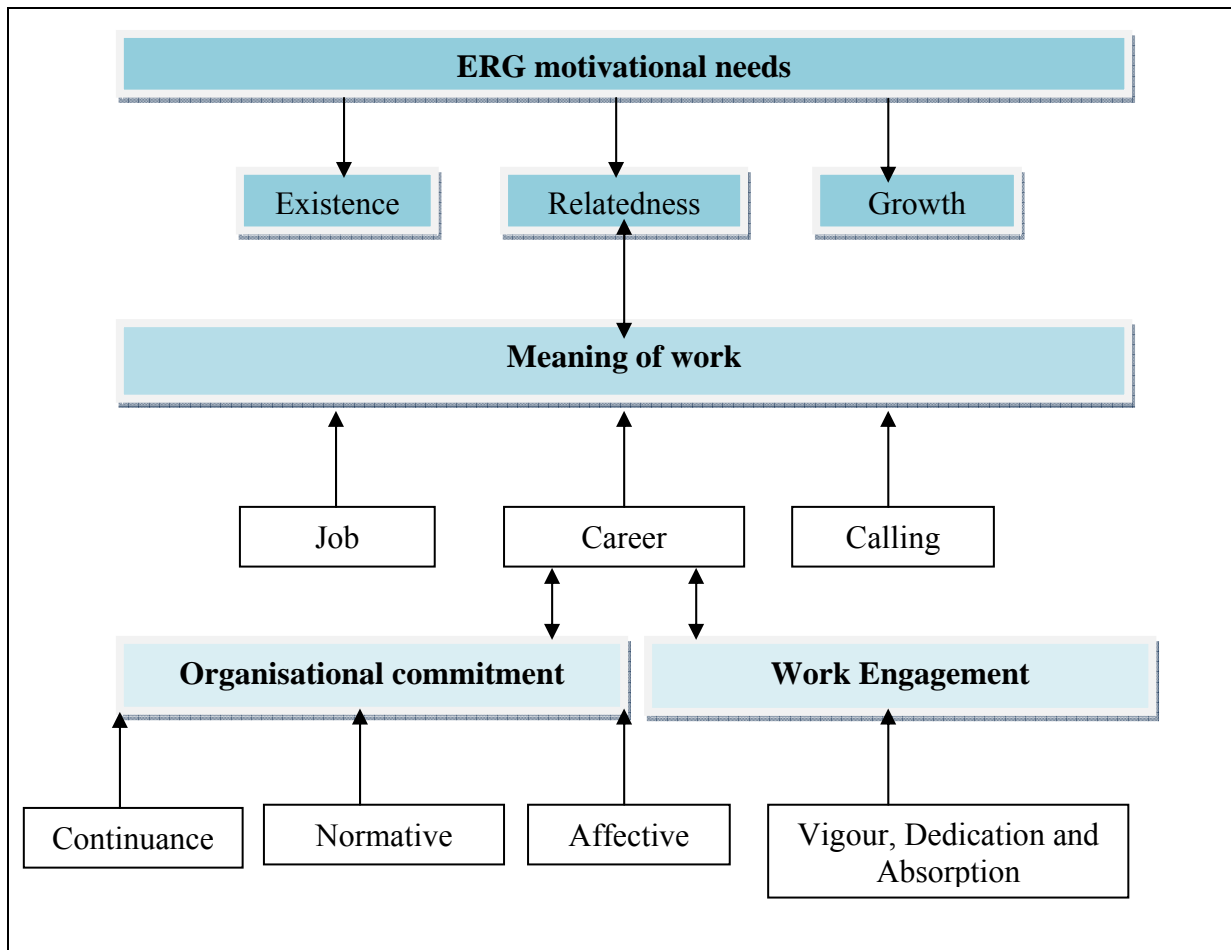 ERG motivational needs
Existence
Relatedness
Growth
Meaning of work
Job
Career
Calling
Organisational commitment
Work Engagement
Continuance
Normative
Affective
Vigour, Dedication and
Absorption